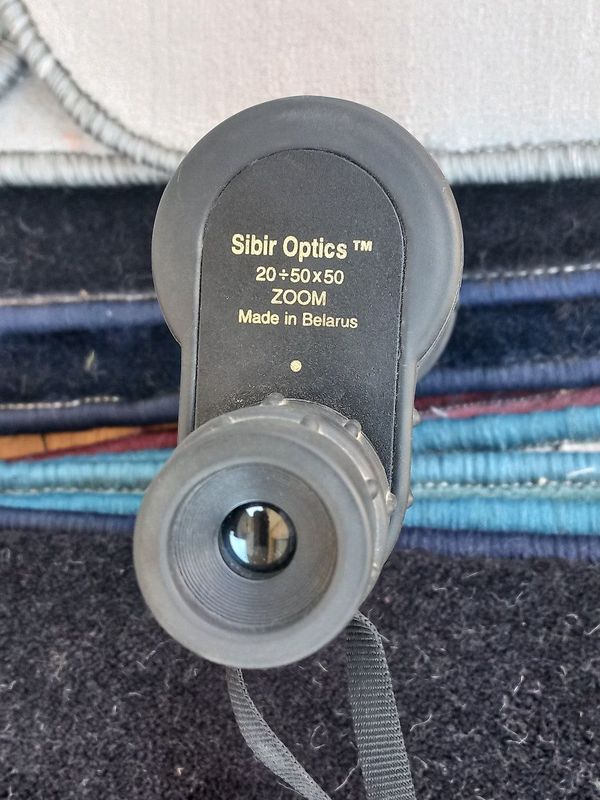 Sibir Optics ™
20÷50x50
ZOOM
Made in Belarus